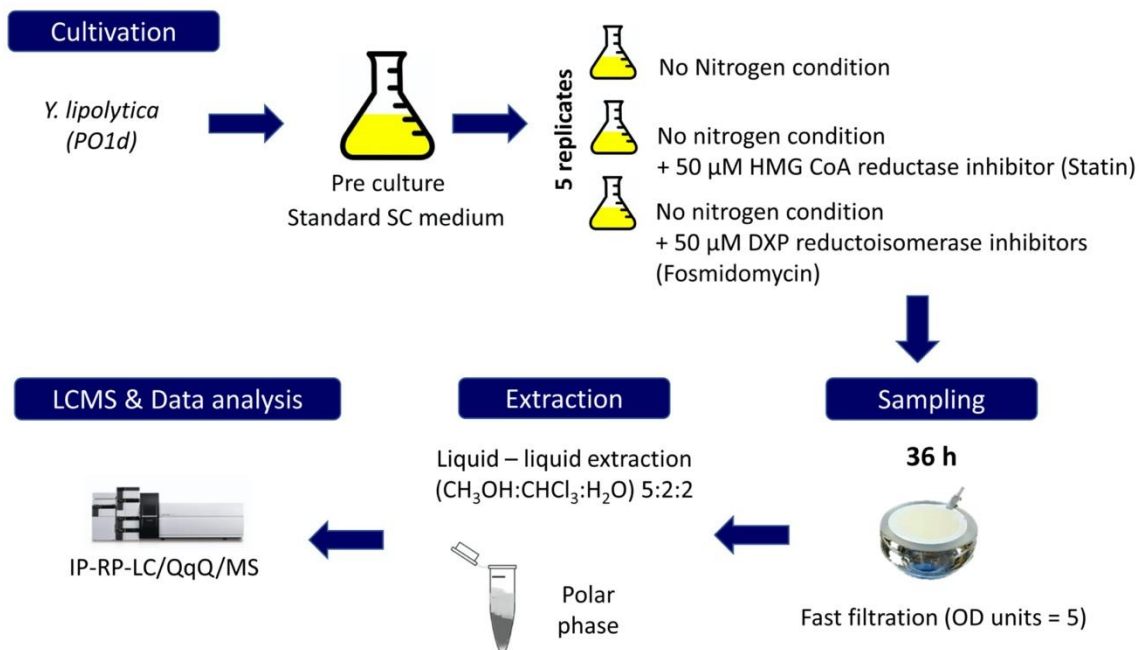 Cultivation
Y. lipolytica
(PO1d)
Pre culture
Standard SC medium
5 replicates
No Nitrogen condition
No nitrogen condition
+ 50 µM HMG CoA reductase inhibitor (Statin)
No nitrogen condition
+ 50 µM DXP reductoisomerase inhibitors
(Fosmidomycin)
LCMS & Data analysis
IP-RP-LC/QqQ/MS
Extraction
Liquid – liquid extraction
(CH₃OH:CHCl₃:H₂O) 5:2:2
Polar
phase
Sampling
36 h
Fast filtration (OD units = 5)